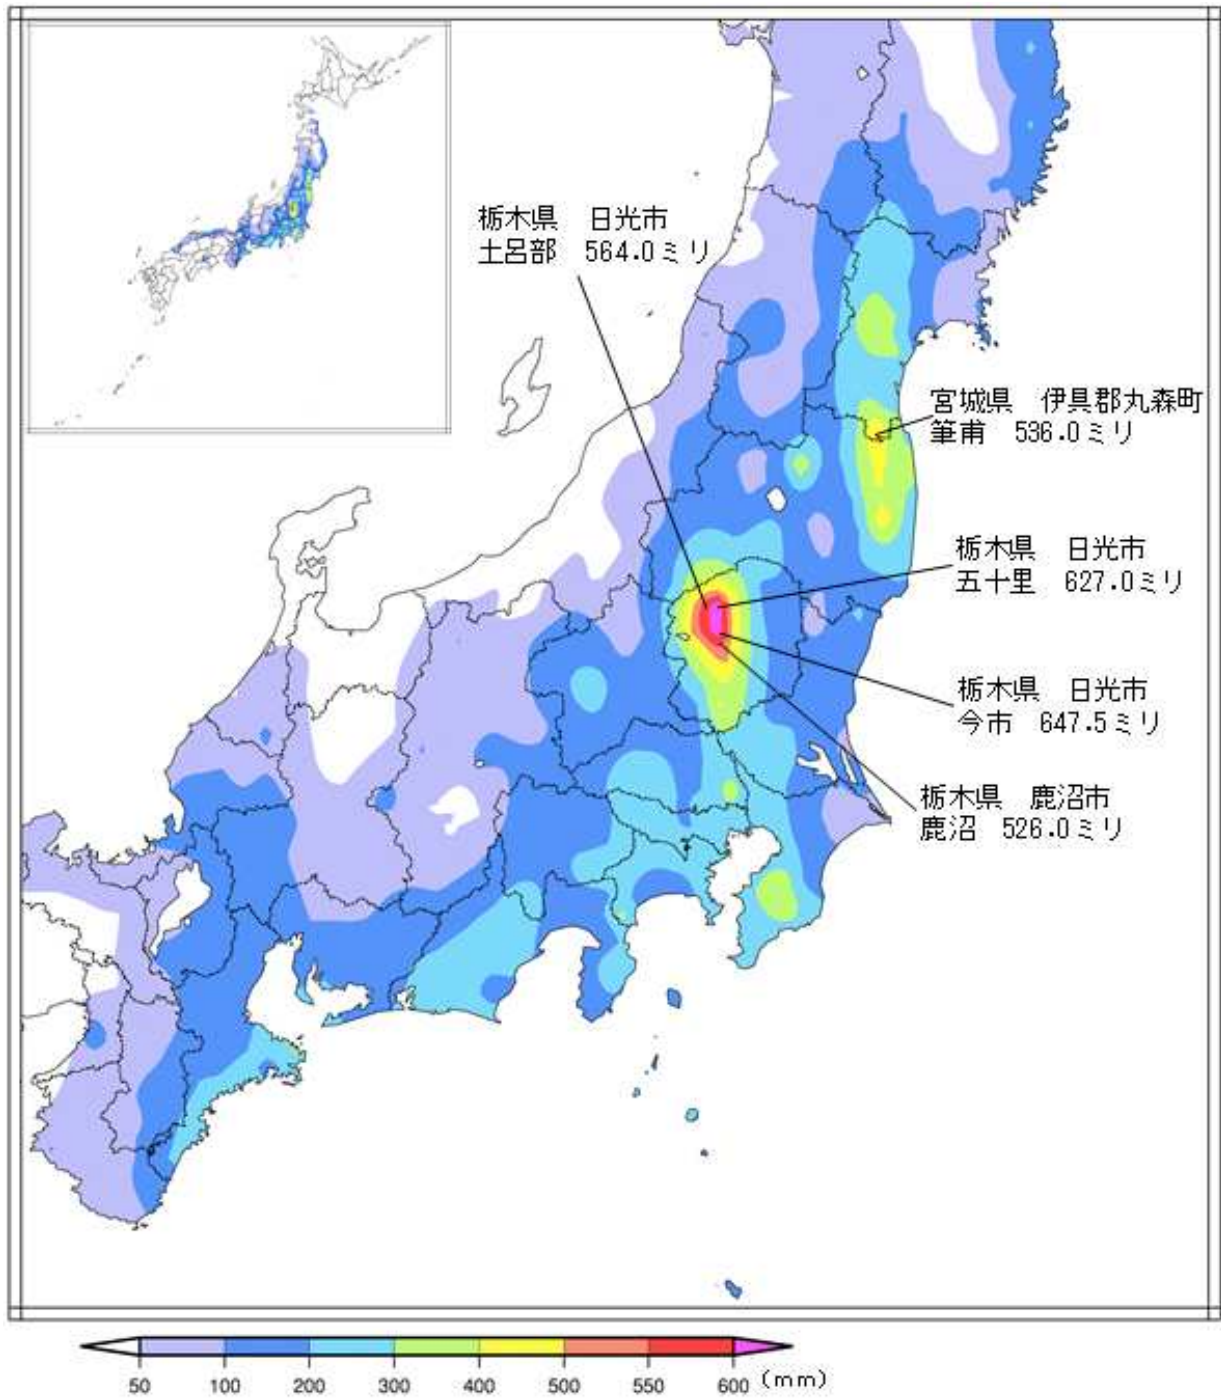 栃木県　日光市
土呂部　564.0ミリ
宮城県　伊具郡丸森町
筆甫　536.0ミリ
栃木県　日光市
五十里　627.0ミリ
栃木県　日光市
今市　647.5ミリ
栃木県　鹿沼市
鹿沼　526.0ミリ
50 100 200 300 400 500 550 600 (mm)